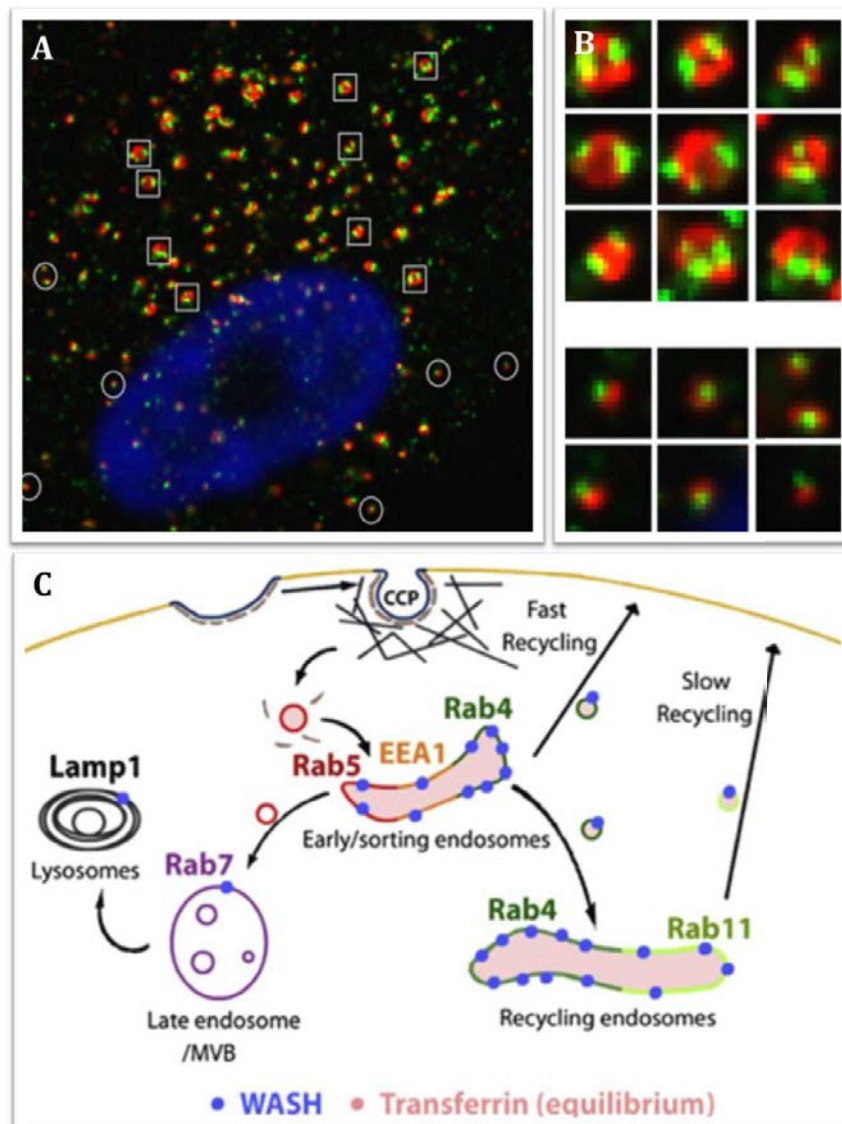 A
B
C
CCP
Fast
Recycling
Rab4
Slow
Recycling
EEA1
Rab5
Lamp1
Early/sorting endosomes
Lysosomes
Rab7
Rab4
Rab11
Late endosome
/MVB
Recycling endosomes
WASH
Transferrin (equilibrium)